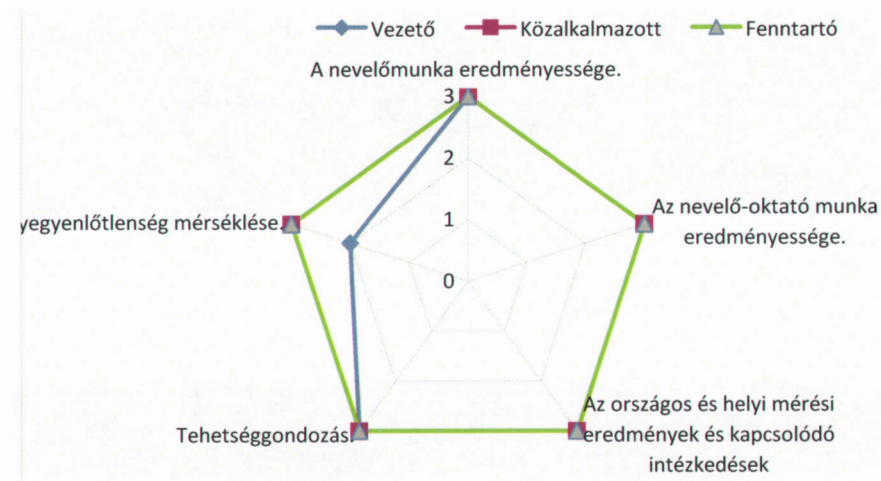 Vezető Közalkalmazott Fenntartó
A nevelőmunka eredményessége.
3
2
1
0
Az nevelő-oktató munka
eredményessége.
Az országos és helyi mérési
eredmények és kapcsolódó
intézkedések
Tehetséggondozás.
yegyenlőtlenség mérséklése.